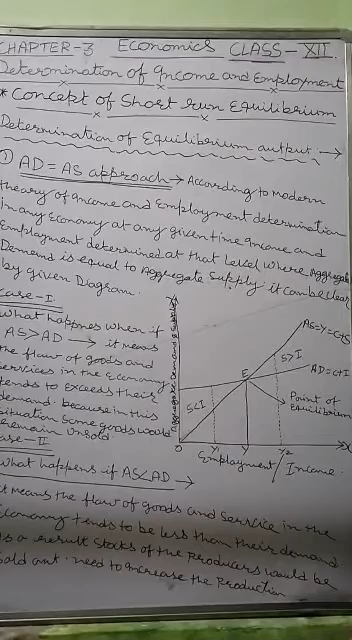 CHAPTER-3 Economics CLASS-XII.
Determination of Income and Employment
* Concept of Short run Equilibrium
Determination of Equilibrium output :→
① AD = AS approach → According to Modern
theory of Income and Employment determination
in any Economy at any given time Income and
Employment determined at that Level where Aggregate
Demand is equal to Aggregate Supply. it can be clear
by given Diagram.
Case-I.
What happnes when if
AS>AD → it means
the flow of goods and
services in the Economy
tends to exceeds their
demand. because in this
situation some goods would
remain Unsold.
Case-II
What happens if AS<AD →
it means the flow of goods and Service in the
Economy tends to be less than their demand
as a result stocks of the producers would be
sold out. need to increase the Production
Aggregate demand & Supply
AS=Y=C+S
S>I
AD=C+I
E
S<I
Point of
Equilibrium
O Y1 Y Y2 X
Employment/Income